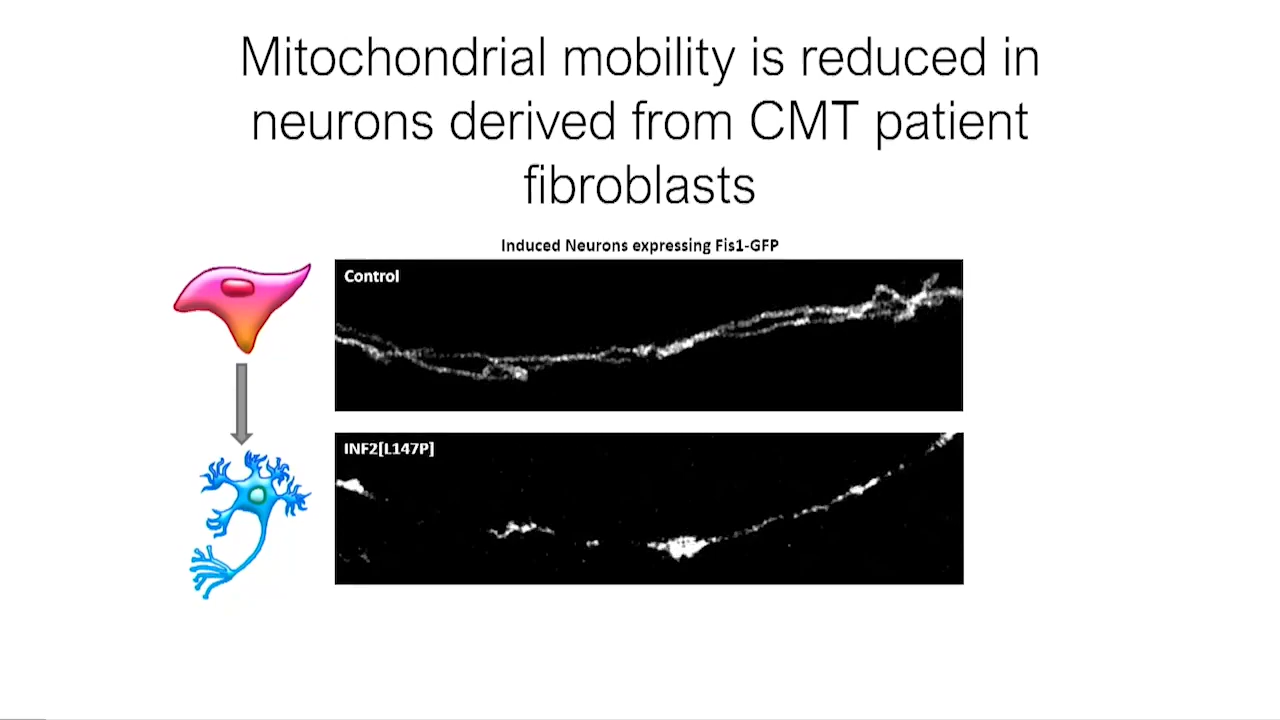 Mitochondrial mobility is reduced in
neurons derived from CMT patient
fibroblasts
Induced Neurons expressing Fis1-GFP
Control
INF2[L147P]